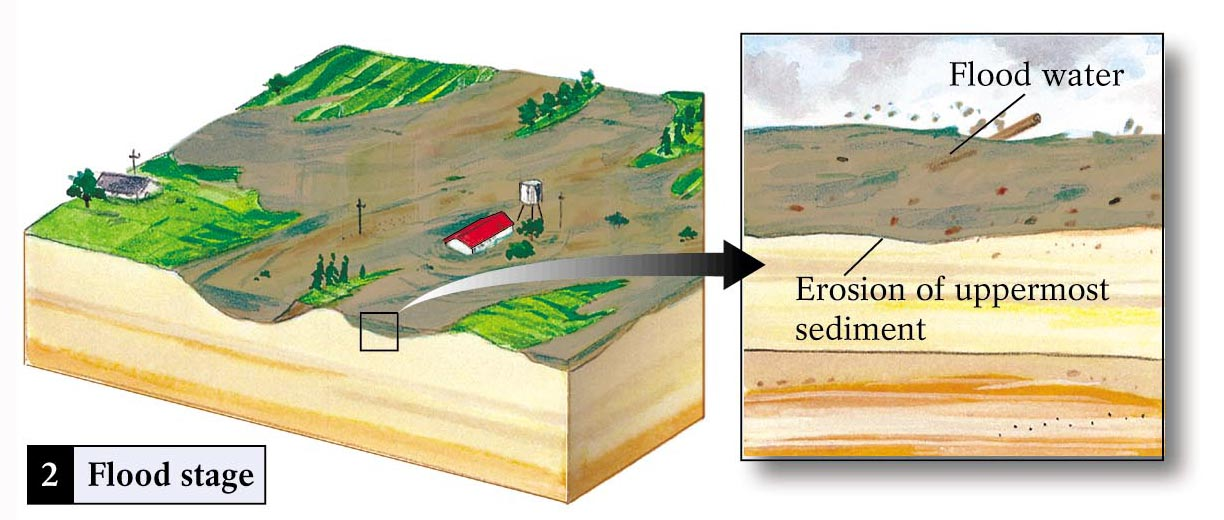 Flood water
Erosion of uppermost
sediment
2 Flood stage